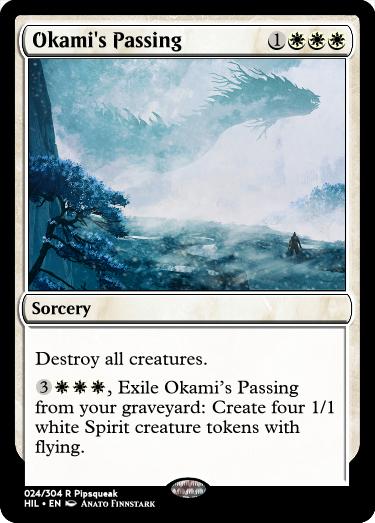 Okami's Passing 1
Sorcery
Destroy all creatures.
3, Exile Okami's Passing
from your graveyard: Create four 1/1
white Spirit creature tokens with
flying.
024/304 R Pipsqueak
HIL • EN Anato Finnstark